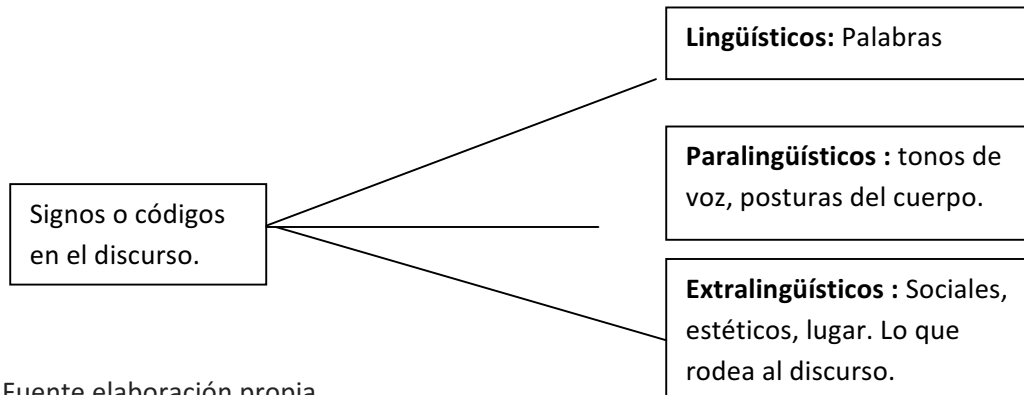 Lingüísticos: Palabras
Paralingüísticos : tonos de
voz, posturas del cuerpo.
Signos o códigos
en el discurso.
Extralingüísticos : Sociales,
estéticos, lugar. Lo que
rodea al discurso.
Fuente elaboración propia